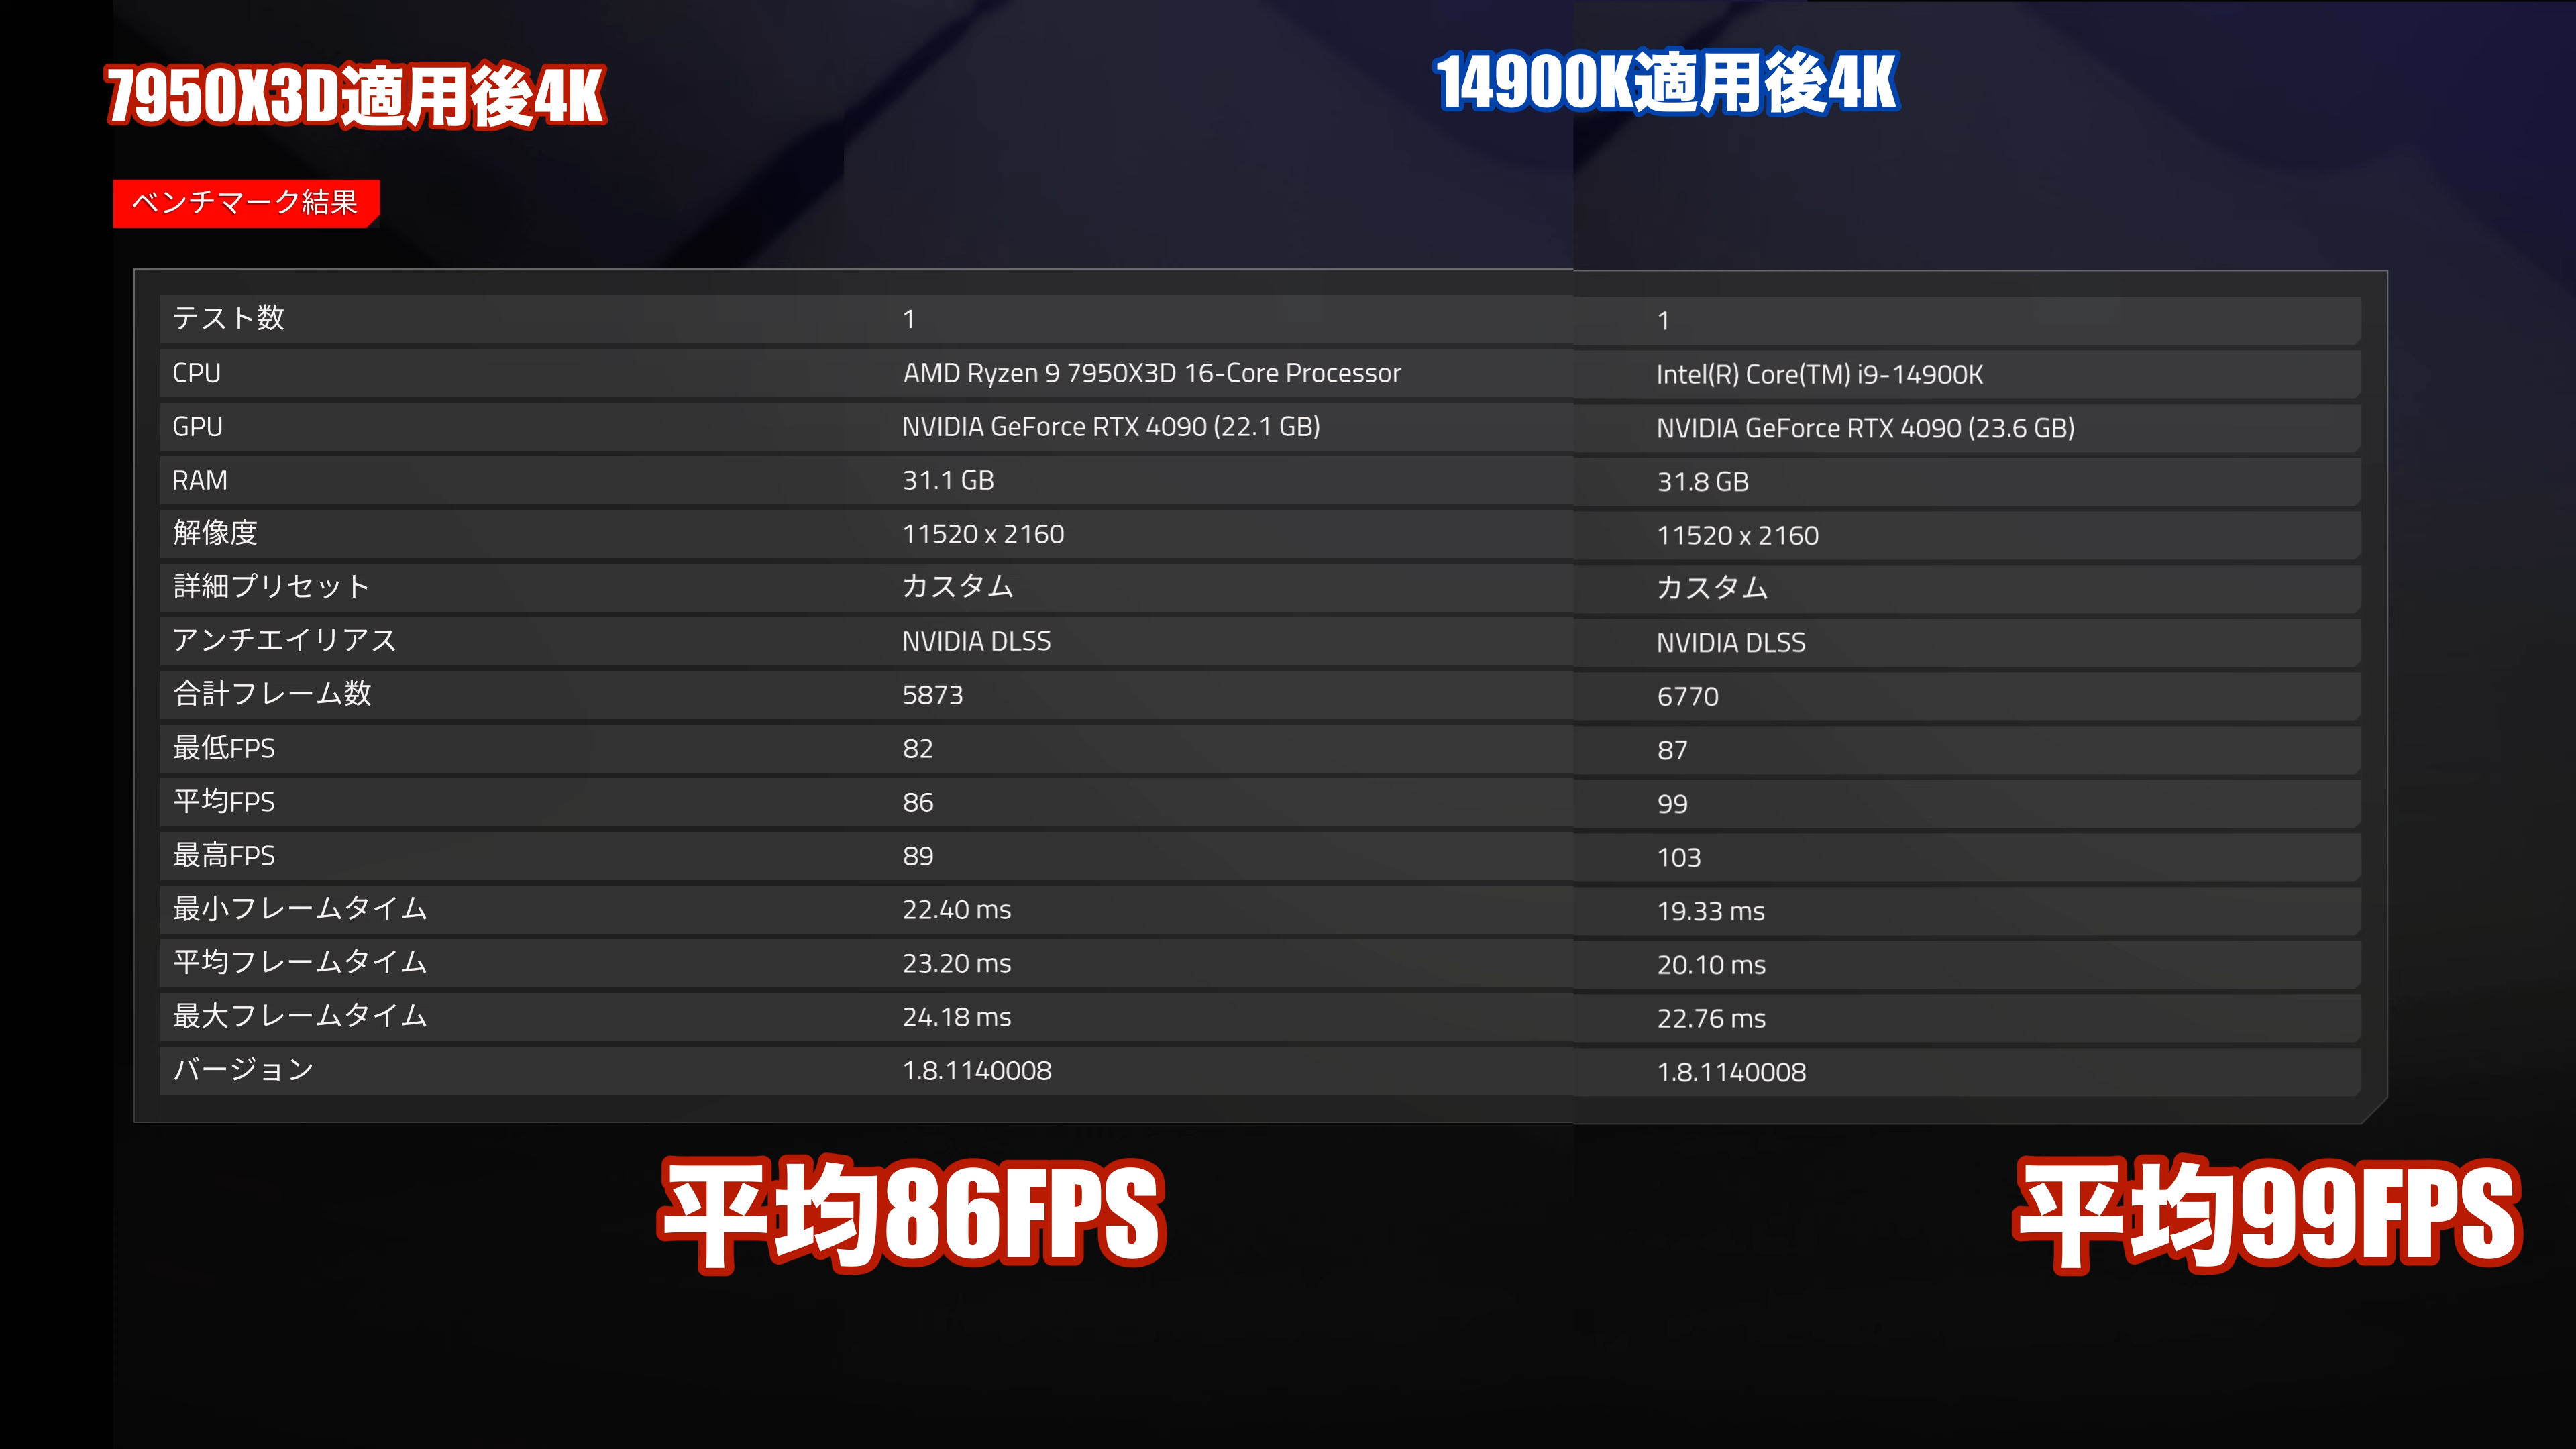 7950X3D適用後4K
14900K適用後4K
ベンチマーク結果
テスト数 1 1
CPU AMD Ryzen 9 7950X3D 16-Core Processor Intel(R) Core(TM) i9-14900K
GPU NVIDIA GeForce RTX 4090 (22.1 GB) NVIDIA GeForce RTX 4090 (23.6 GB)
RAM 31.1 GB 31.8 GB
解像度 11520 x 2160 11520 x 2160
詳細プリセット カスタム カスタム
アンチエイリアス NVIDIA DLSS NVIDIA DLSS
合計フレーム数 5873 6770
最低FPS 82 87
平均FPS 86 99
最高FPS 89 103
最小フレームタイム 22.40 ms 19.33 ms
平均フレームタイム 23.20 ms 20.10 ms
最大フレームタイム 24.18 ms 22.76 ms
バージョン 1.8.1140008 1.8.1140008
平均86FPS
平均99FPS